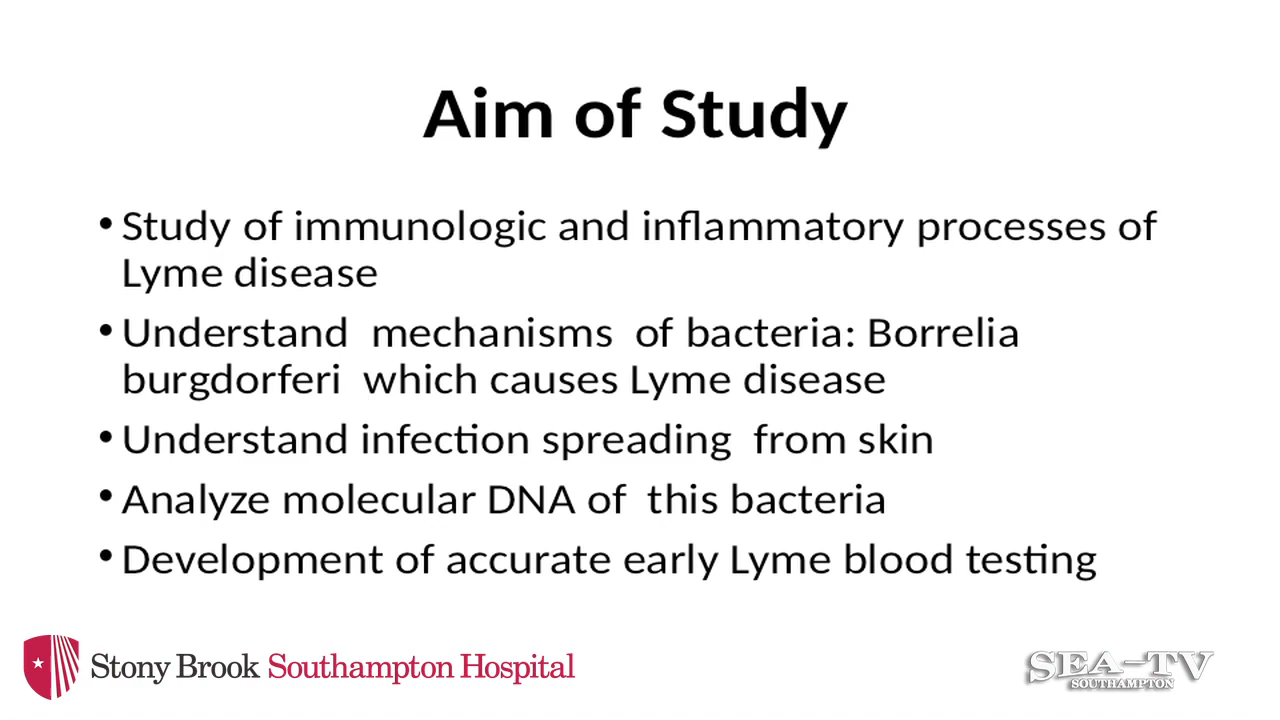 Aim of Study
• Study of immunologic and inflammatory processes of
Lyme disease
• Understand  mechanisms  of bacteria: Borrelia
burgdorferi  which causes Lyme disease
• Understand infection spreading  from skin
• Analyze molecular DNA of  this bacteria
• Development of accurate early Lyme blood testing
Stony Brook Southampton Hospital
SEA-TV
SOUTHAMPTON